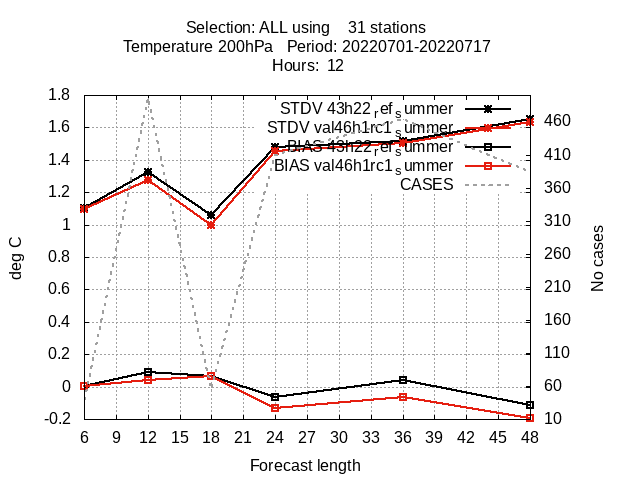 Selection: ALL using 31 stations
Temperature 200hPa Period: 20220701-20220717
Hours: 12
STDV 43h22_ref_summer
STDV val46h1rc1_summer
BIAS 43h22_ref_summer
BIAS val46h1rc1_summer
CASES
1.8
1.6
1.4
1.2
1
0.8
0.6
0.4
0.2
0
-0.2
deg C
460
410
360
310
260
210
160
110
60
10
No cases
6 9 12 15 18 21 24 27 30 33 36 39 42 45 48
Forecast length